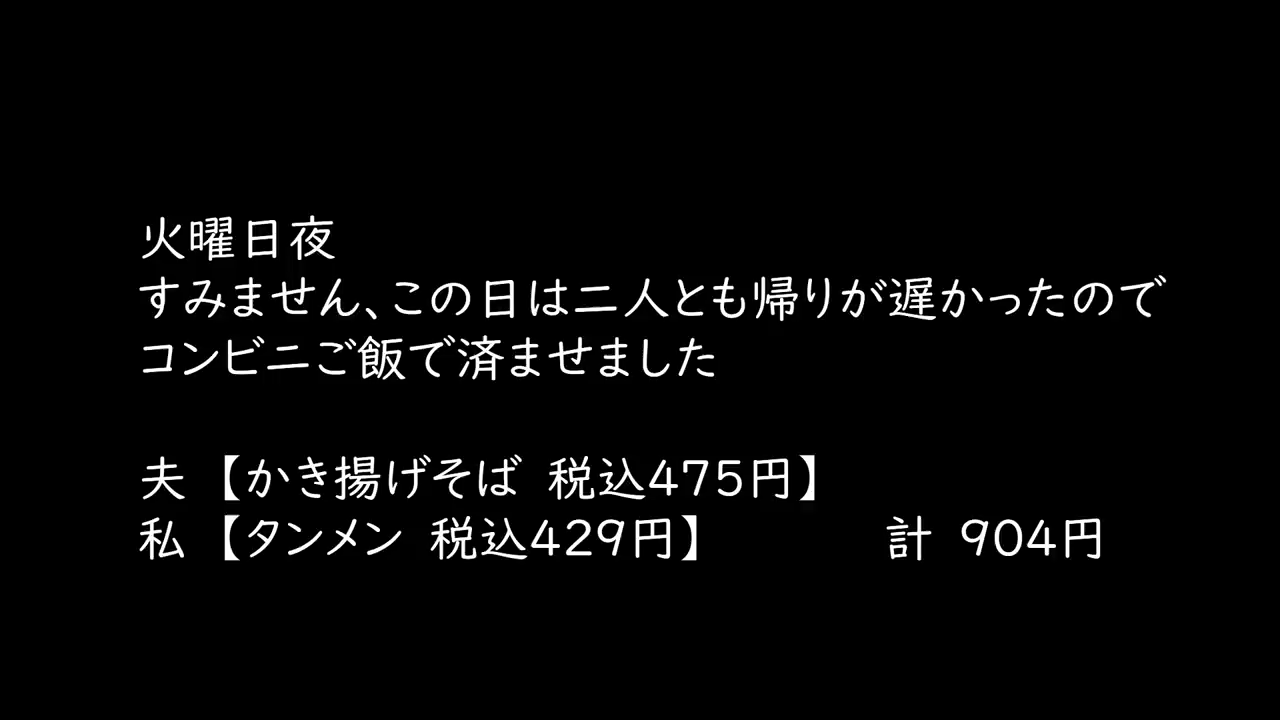 火曜日夜
すみません、この日は二人とも帰りが遅かったので
コンビニご飯で済ませました
夫 【かき揚げそば 税込475円】
私 【タンメン 税込429円】 計 904円